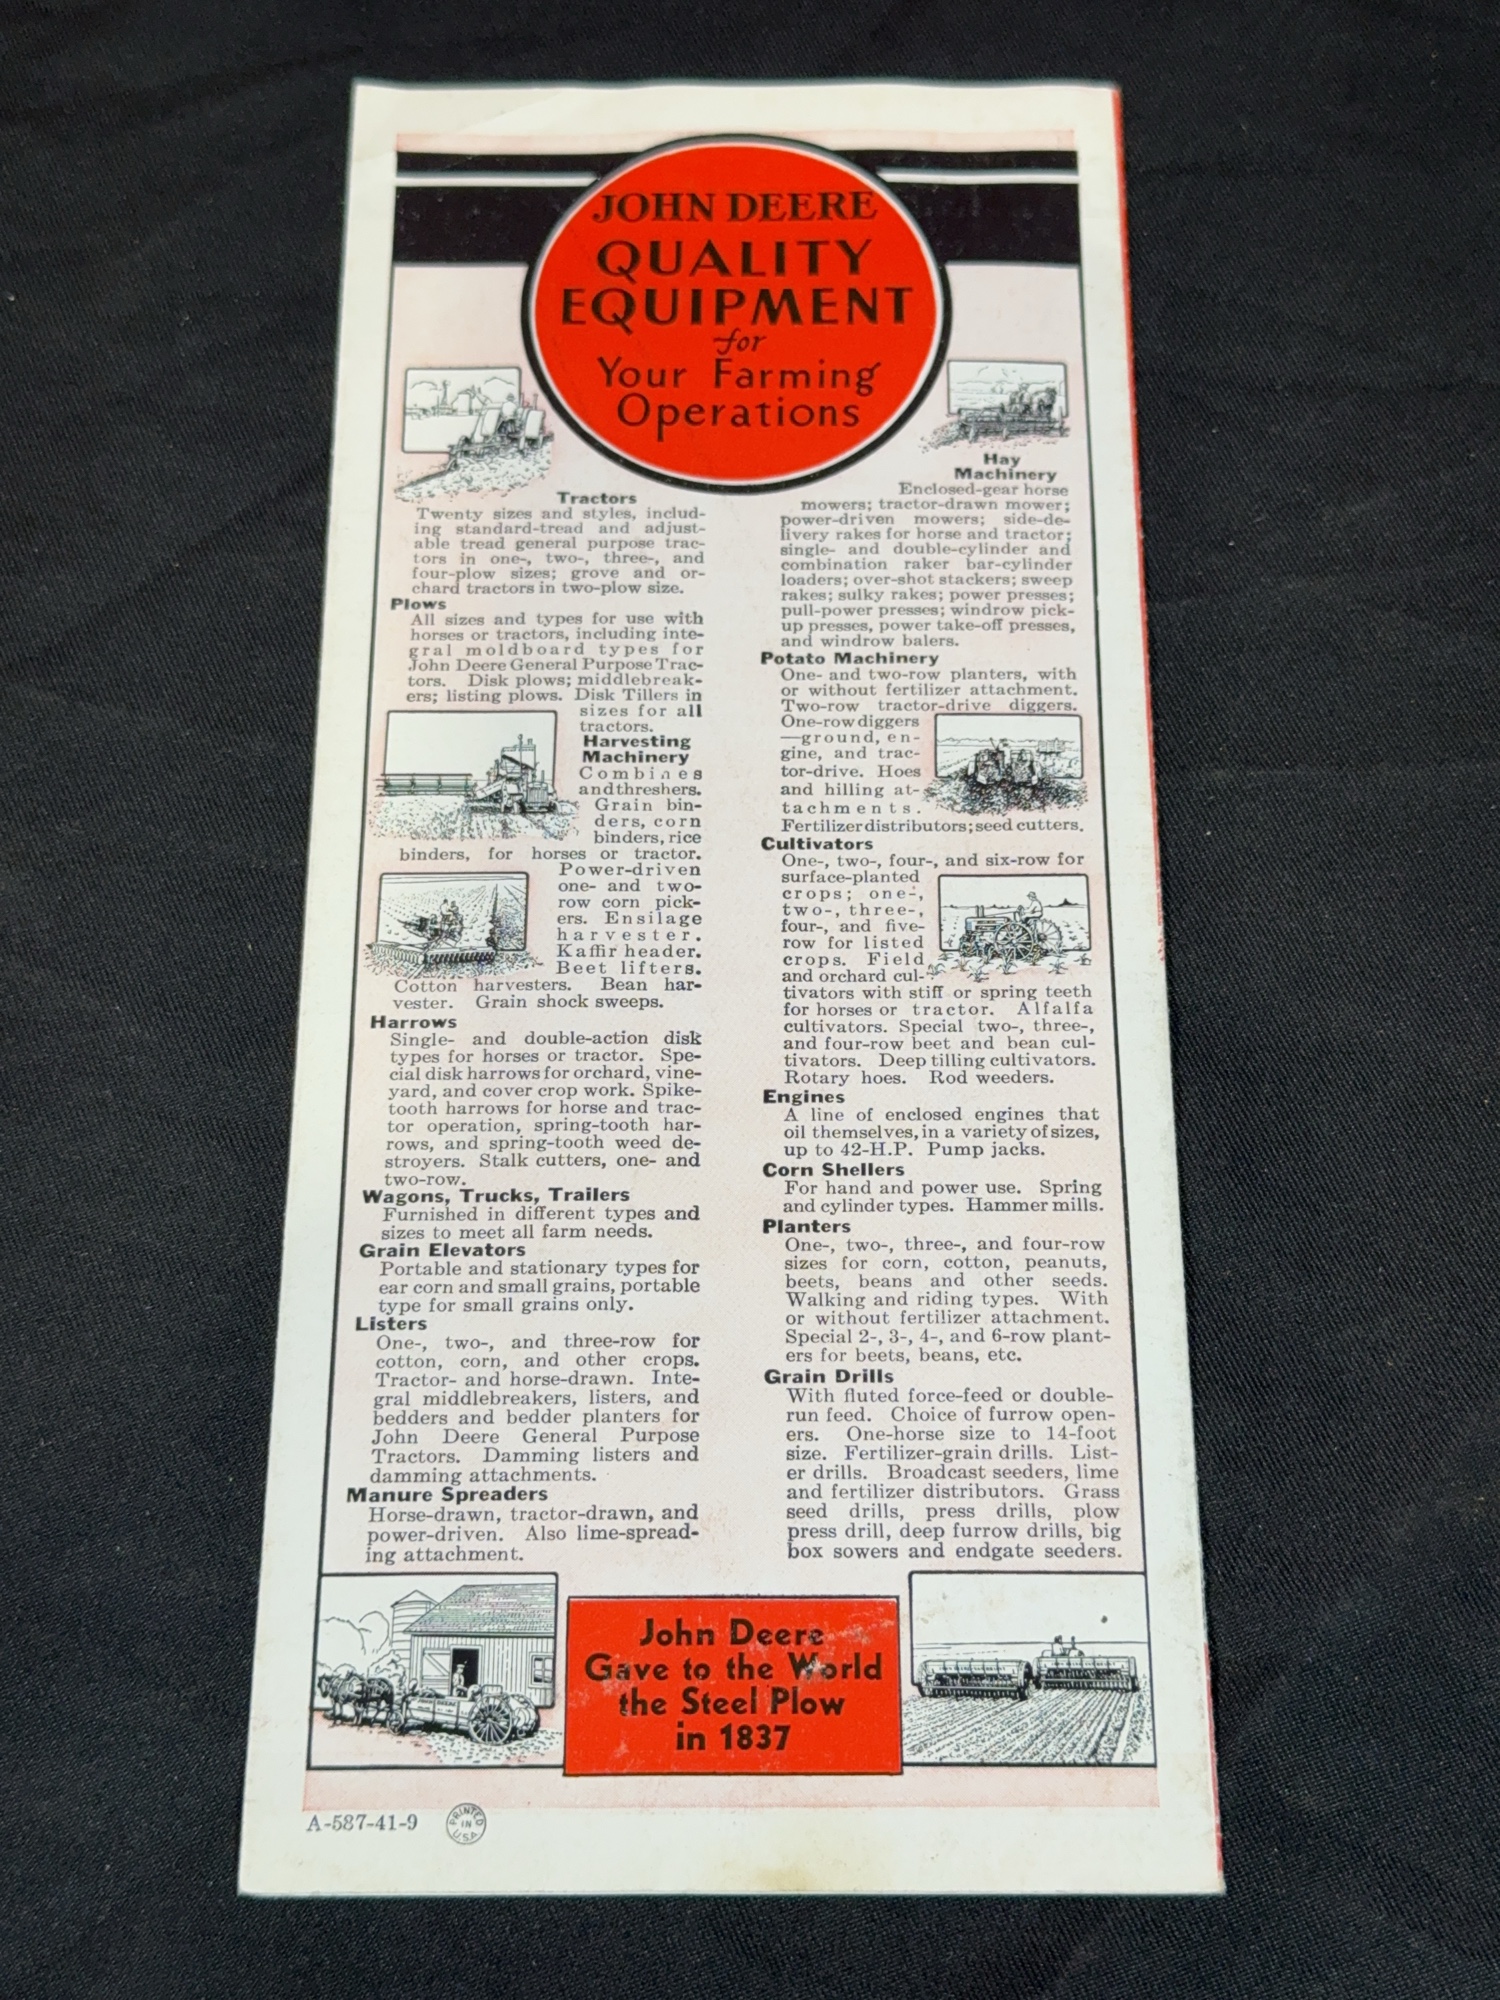 JOHN DEERE
QUALITY
EQUIPMENT
for
Your Farming
Operations
Tractors
Twenty sizes and styles, includ-
ing standard-tread and adjust-
able tread general purpose trac-
tors in one-, two-, three-, and
four-plow sizes; grove and or-
chard tractors in two-plow size.
Plows
All sizes and types for use with
horses or tractors, including inte-
gral moldboard types for
John Deere General Purpose Trac-
tors. Disk plows; middlebreak-
ers; listing plows. Disk Tillers in
sizes for all
tractors.
Harvesting
Machinery
Combines
and threshers.
Grain bin-
ders, corn
binders, rice
binders, for horses or tractor.
Power-driven
one- and two-
row corn pick-
ers. Ensilage
harvester.
Kaffir header.
Beet lifters.
Cotton harvesters. Bean har-
vester. Grain shock sweeps.
Harrows
Single- and double-action disk
types for horses or tractor. Spe-
cial disk harrows for orchard, vine-
yard, and cover crop work. Spike-
tooth harrows for horse and trac-
tor operation, spring-tooth har-
rows, and spring-tooth weed de-
stroyers. Stalk cutters, one- and
two-row.
Wagons, Trucks, Trailers
Furnished in different types and
sizes to meet all farm needs.
Grain Elevators
Portable and stationary types for
ear corn and small grains, portable
type for small grains only.
Listers
One-, two-, and three-row for
cotton, corn, and other crops.
Tractor- and horse-drawn. Inte-
gral middlebreakers, listers, and
bedders and bedder planters for
John Deere General Purpose
Tractors. Damming listers and
damming attachments.
Manure Spreaders
Horse-drawn, tractor-drawn, and
power-driven. Also lime-spread-
ing attachment.
Hay
Machinery
Enclosed-gear horse
mowers; tractor-drawn mower;
power-driven mowers; side-de-
livery rakes for horse and tractor;
single- and double-cylinder and
combination raker bar-cylinder
loaders; over-shot stackers; sweep
rakes; sulky rakes; power presses;
pull-power presses; windrow pick-
up presses, power take-off presses,
and windrow balers.
Potato Machinery
One- and two-row planters, with
or without fertilizer attachment.
Two-row tractor-drive diggers.
One-row diggers
—ground, en-
gine, and trac-
tor-drive. Hoes
and hilling at-
tachments.
Fertilizer distributors; seed cutters.
Cultivators
One-, two-, four-, and six-row for
surface-planted
crops; one-,
two-, three-,
four-, and five-
row for listed
crops. Field
and orchard cul-
tivators with stiff or spring teeth
for horses or tractor. Alfalfa
cultivators. Special two-, three-,
and four-row beet and bean cul-
tivators. Deep tilling cultivators.
Rotary hoes. Rod weeders.
Engines
A line of enclosed engines that
oil themselves, in a variety of sizes,
up to 42-H.P. Pump jacks.
Corn Shellers
For hand and power use. Spring
and cylinder types. Hammer mills.
Planters
One-, two-, three-, and four-row
sizes for corn, cotton, peanuts,
beets, beans and other seeds.
Walking and riding types. With
or without fertilizer attachment.
Special 2-, 3-, 4-, and 6-row plant-
ers for beets, beans, etc.
Grain Drills
With fluted force-feed or double-
run feed. Choice of furrow open-
ers. One-horse size to 14-foot
size. Fertilizer-grain drills. List-
er drills. Broadcast seeders, lime
and fertilizer distributors. Grass
seed drills, press drills, plow
press drill, deep furrow drills, big
box sowers and endgate seeders.
John Deere
Gave to the World
the Steel Plow
in 1837
A-587-41-9
PRINTED
IN
U.S.A.